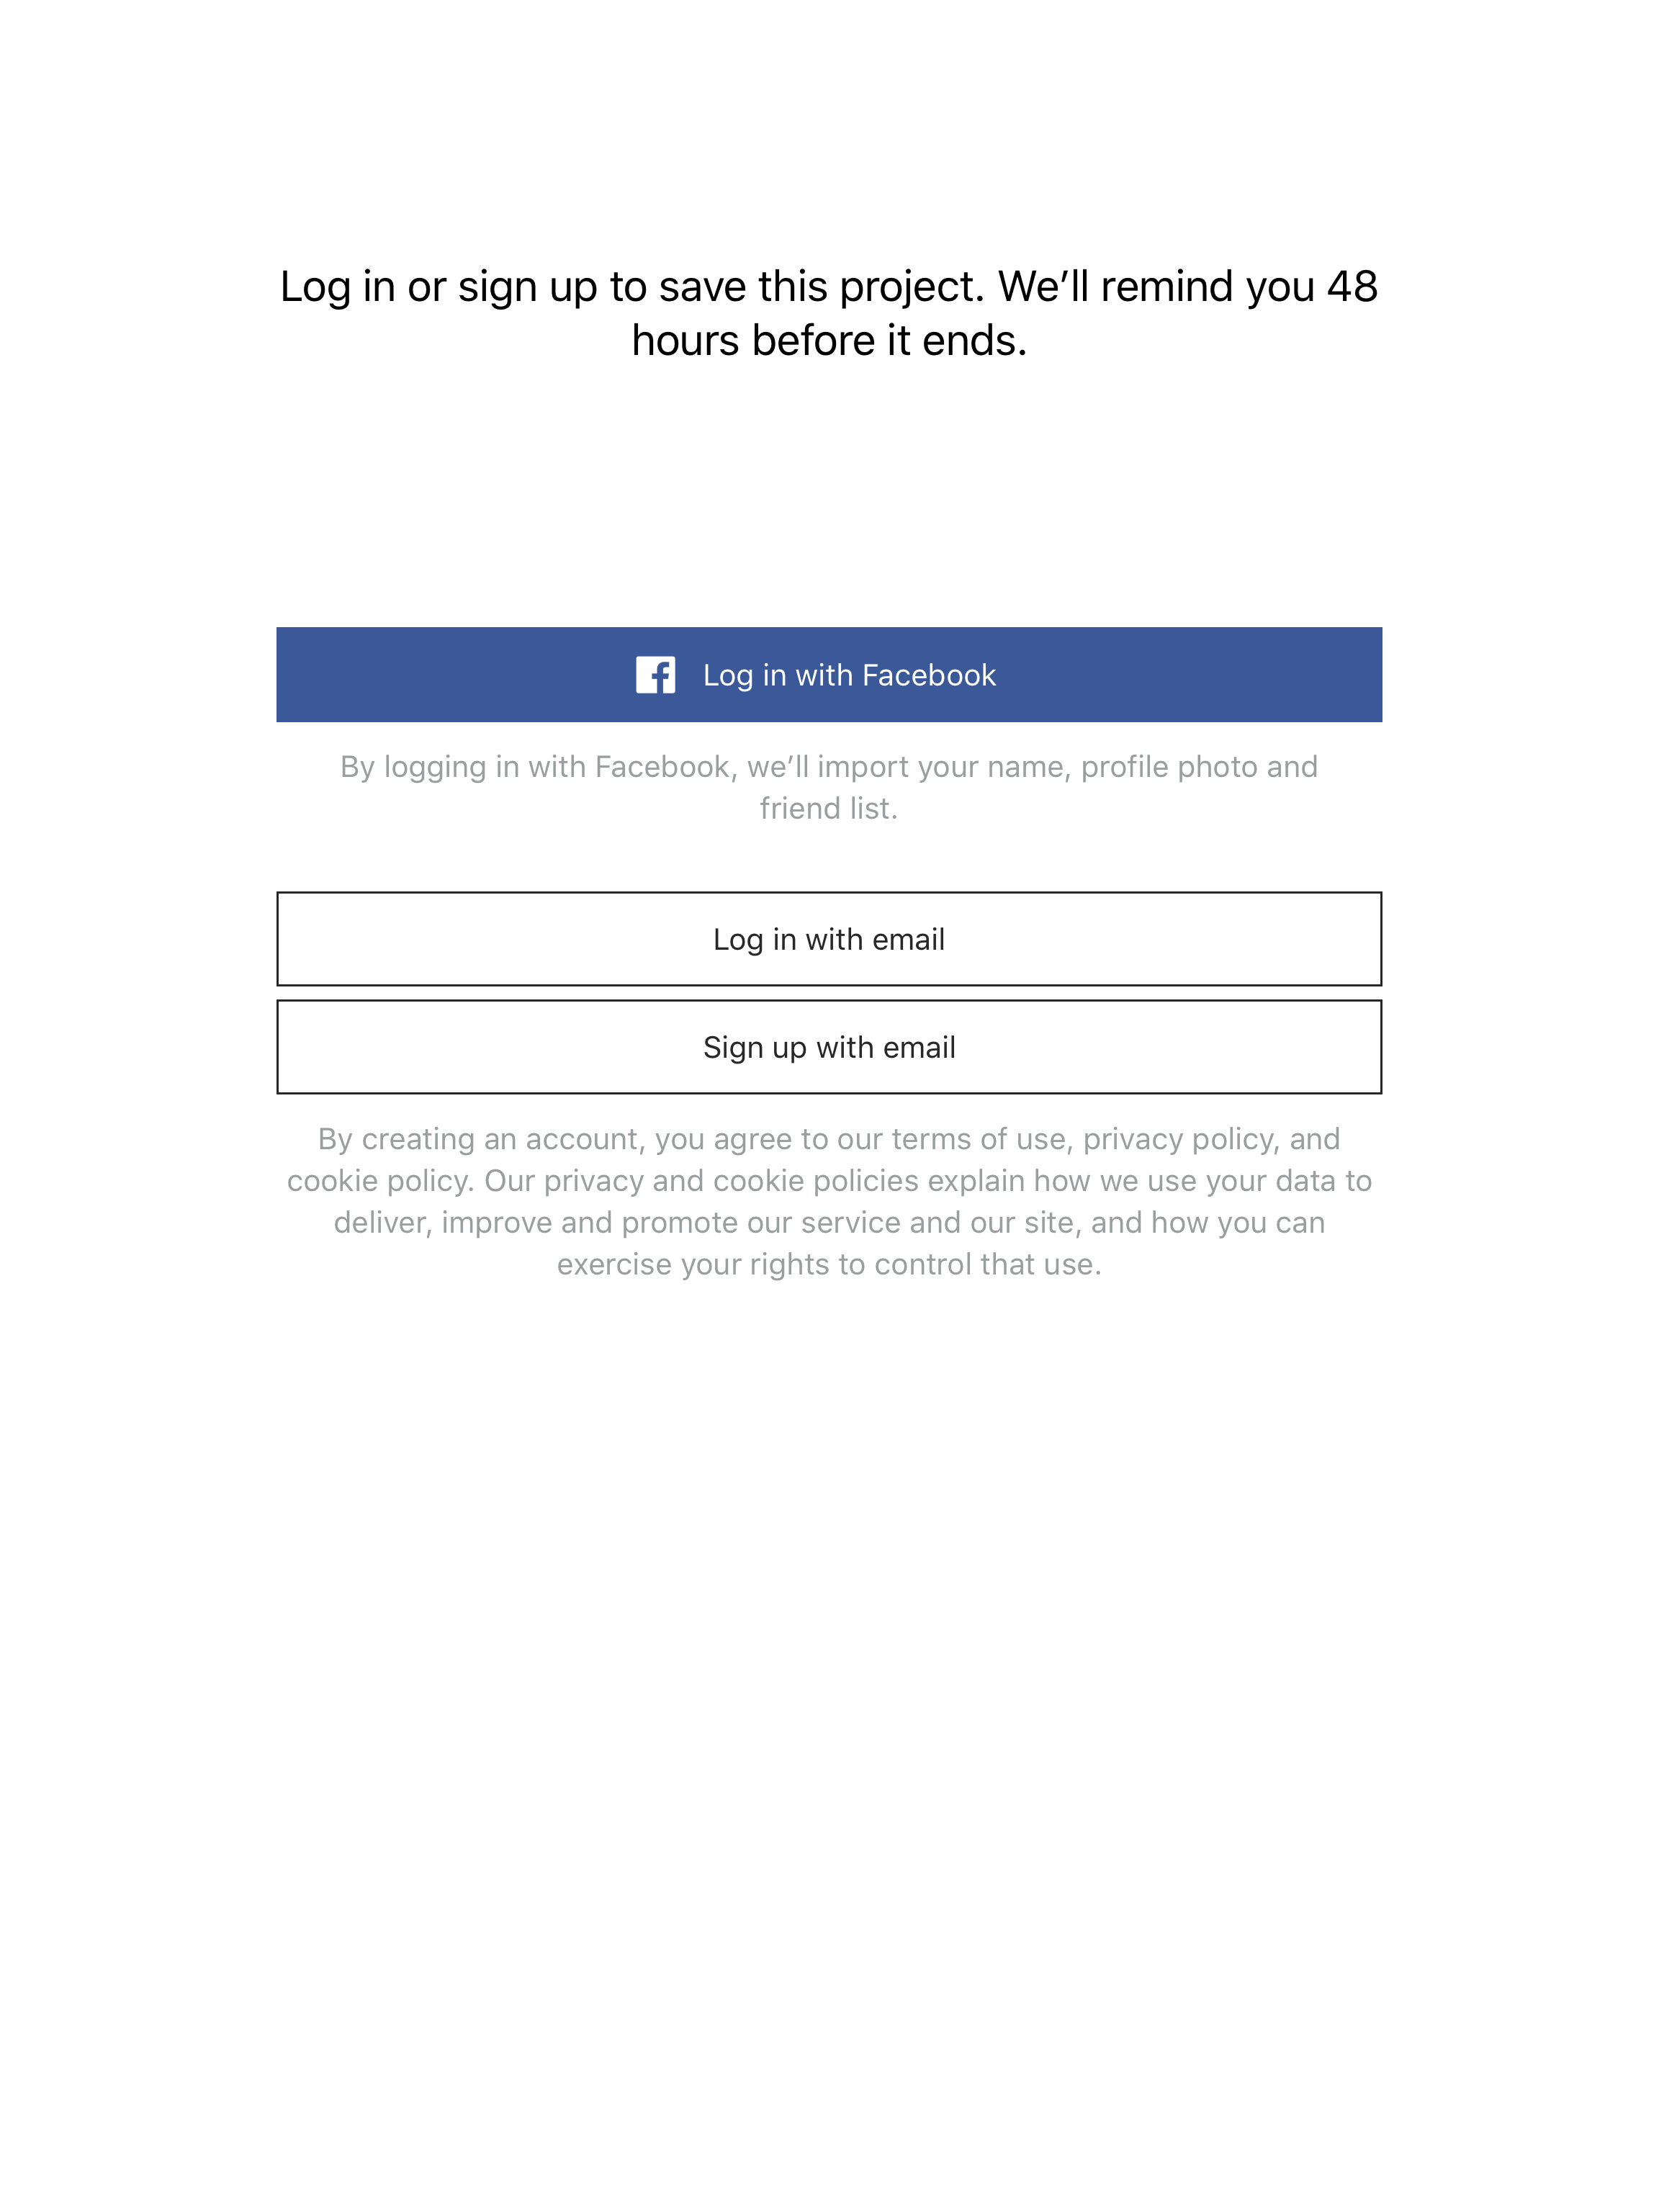 Log in or sign up to save this project. We’ll remind you 48
hours before it ends.
Log in with Facebook
By logging in with Facebook, we’ll import your name, profile photo and
friend list.
Log in with email
Sign up with email
By creating an account, you agree to our terms of use, privacy policy, and
cookie policy. Our privacy and cookie policies explain how we use your data to
deliver, improve and promote our service and our site, and how you can
exercise your rights to control that use.